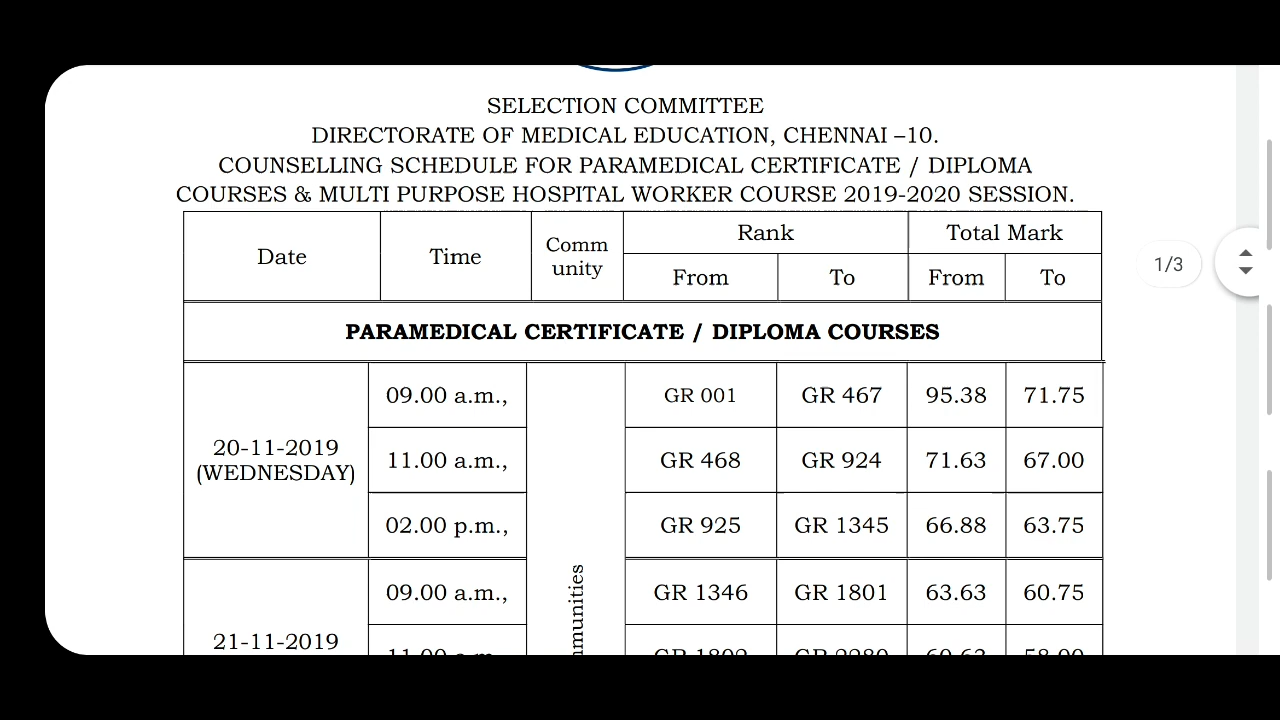 SELECTION COMMITTEE
DIRECTORATE OF MEDICAL EDUCATION, CHENNAI –10.
COUNSELLING SCHEDULE FOR PARAMEDICAL CERTIFICATE / DIPLOMA
COURSES & MULTI PURPOSE HOSPITAL WORKER COURSE 2019-2020 SESSION.
Date Time Comm unity Rank Total Mark
From To From To
PARAMEDICAL CERTIFICATE / DIPLOMA COURSES
20-11-2019 (WEDNESDAY)
09.00 a.m., GR 001 GR 467 95.38 71.75
11.00 a.m., GR 468 GR 924 71.63 67.00
02.00 p.m., GR 925 GR 1345 66.88 63.75
21-11-2019
09.00 a.m., GR 1346 GR 1801 63.63 60.75
1/3